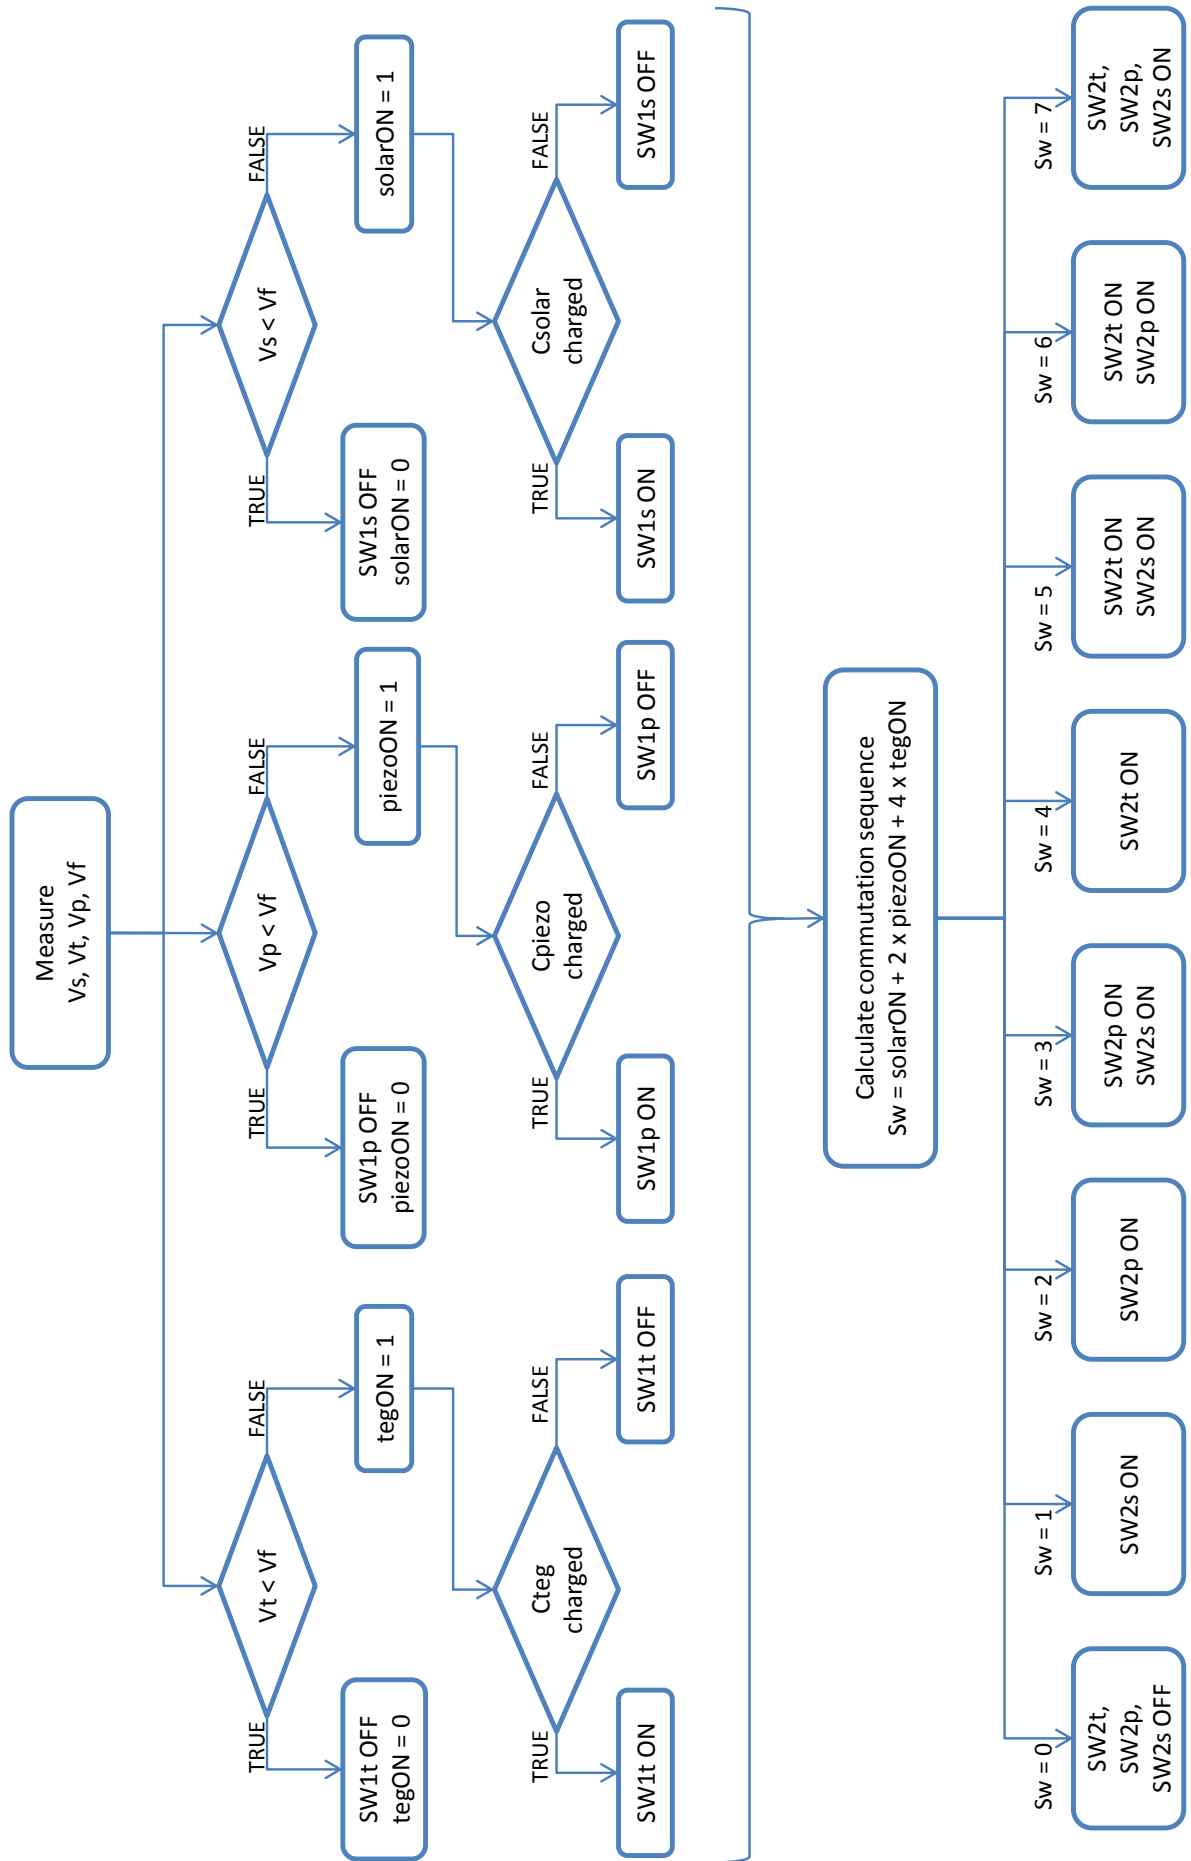 Measure
Vs, Vt, Vp, Vf
Vt < Vf
TRUE
FALSE
SW1t OFF
tegON = 0
tegON = 1
Cteg
charged
TRUE
FALSE
SW1t ON
SW1t OFF
Vp < Vf
TRUE
FALSE
SW1p OFF
piezoON = 0
piezoON = 1
Cpiezo
charged
TRUE
FALSE
SW1p ON
SW1p OFF
Vs < Vf
TRUE
FALSE
SW1s OFF
solarON = 0
solarON = 1
Csolar
charged
TRUE
FALSE
SW1s ON
SW1s OFF
Calculate commutation sequence
Sw = solarON + 2 x piezoON + 4 x tegON
Sw = 0
SW2t,
SW2p,
SW2s OFF
Sw = 1
SW2s ON
Sw = 2
SW2p ON
Sw = 3
SW2p ON
SW2s ON
Sw = 4
SW2t ON
Sw = 5
SW2t ON
SW2s ON
Sw = 6
SW2t ON
SW2p ON
Sw = 7
SW2t,
SW2p,
SW2s ON